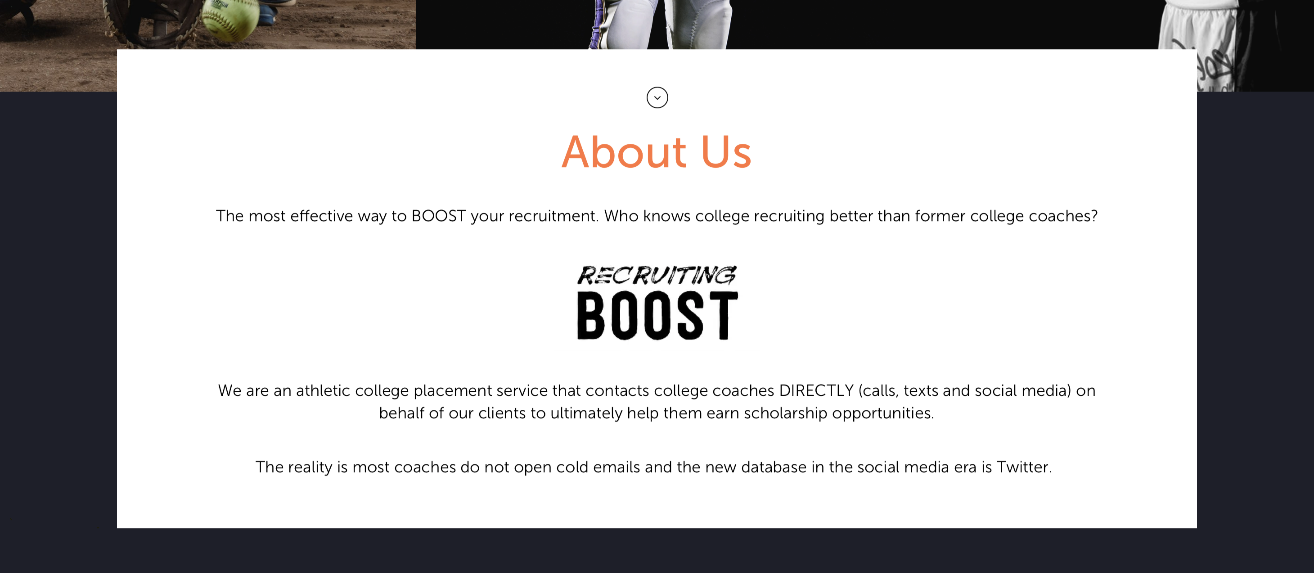 About Us
The most effective way to BOOST your recruitment. Who knows college recruiting better than former college coaches?
RECRUITING
BOOST
We are an athletic college placement service that contacts college coaches DIRECTLY (calls, texts and social media) on
behalf of our clients to ultimately help them earn scholarship opportunities.
The reality is most coaches do not open cold emails and the new database in the social media era is Twitter.